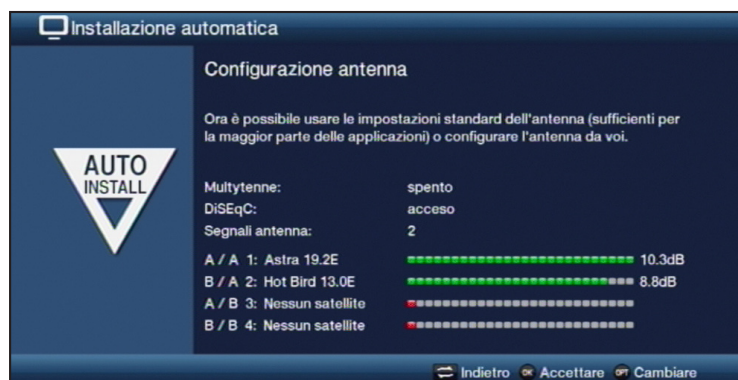 Installazione automatica
Configurazione antenna
Ora è possibile usare le impostazioni standard dell'antenna (sufficienti per
la maggior parte delle applicazioni) o configurare l'antenna da voi.
AUTO
INSTALL
Multytenne: spento
DiSEqC: acceso
Segnali antenna: 2
A / A 1: Astra 19.2E 10.3dB
B / A 2: Hot Bird 13.0E 8.8dB
A / B 3: Nessun satellite
B / B 4: Nessun satellite
Indietro OK Accettare OPT Cambiare